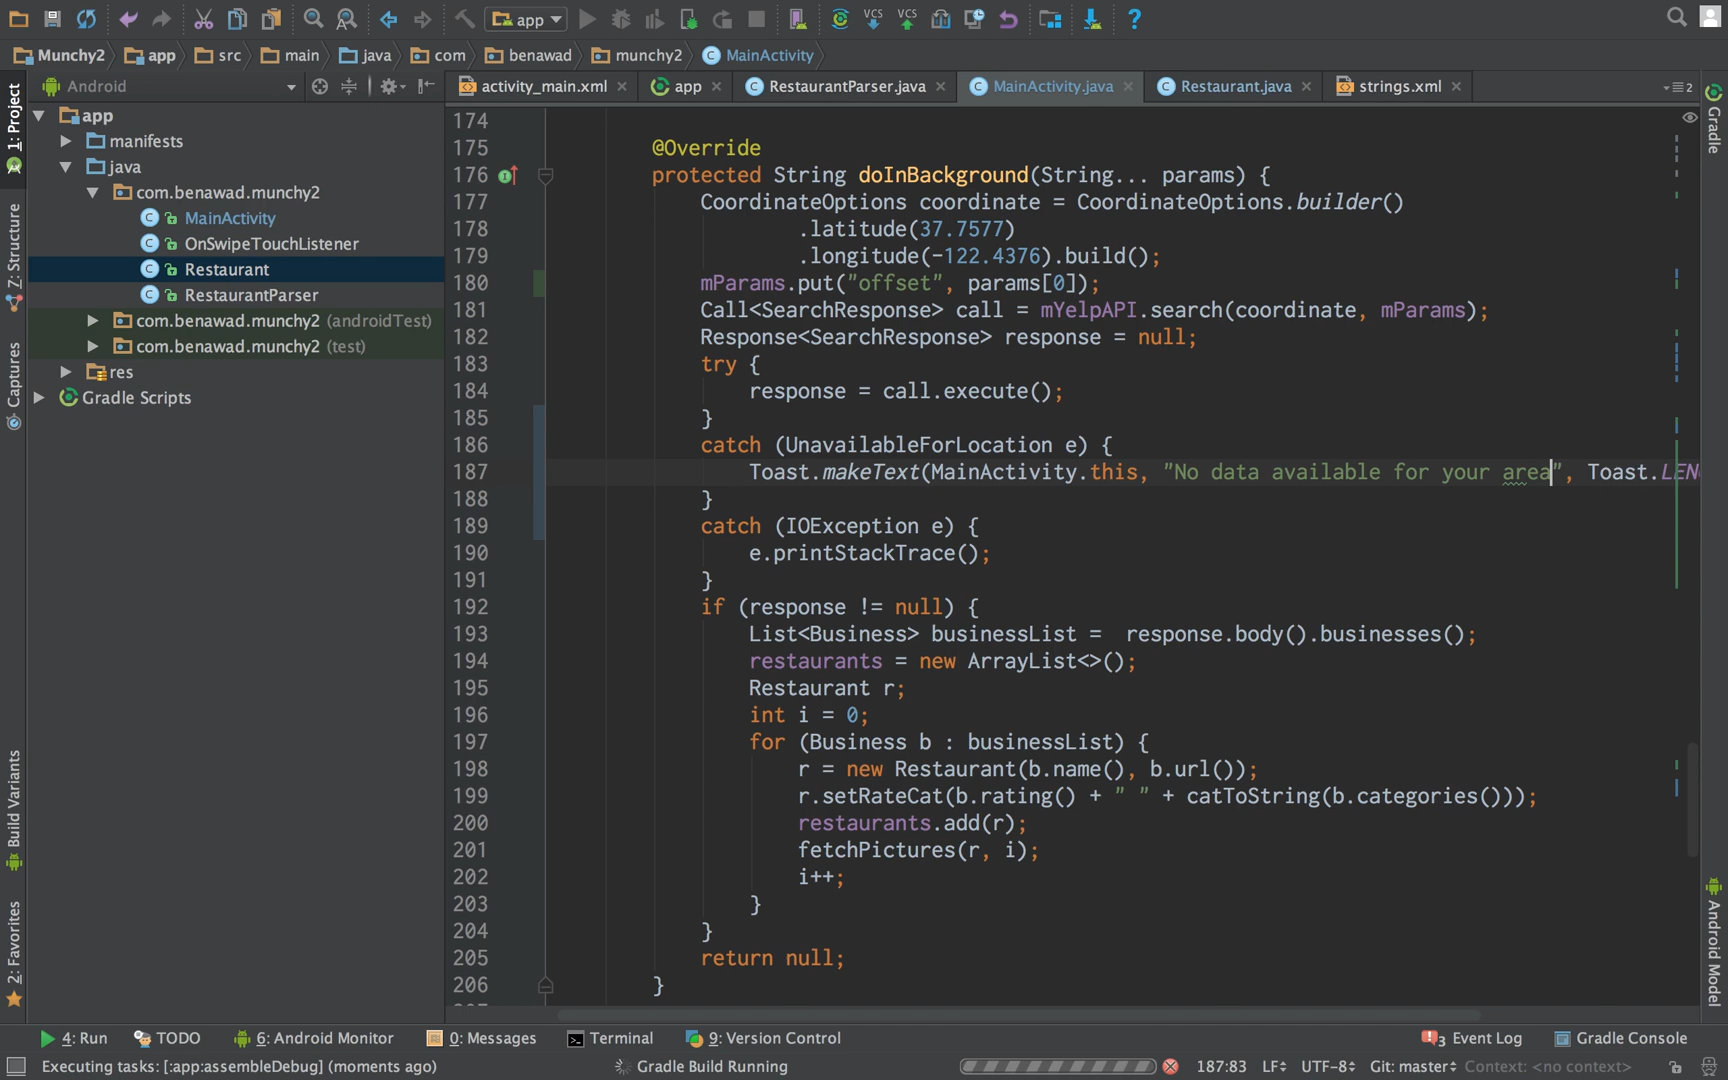 app
Munchy2
app
src
main
java
com
benawad
munchy2
MainActivity
Android
activity_main.xml
app
RestaurantParser.java
MainActivity.java
Restaurant.java
strings.xml
2
1: Project
Z: Structure
Captures
Build Variants
2: Favorites
app
manifests
java
com.benawad.munchy2
MainActivity
OnSwipeTouchListener
Restaurant
RestaurantParser
com.benawad.munchy2 (androidTest)
com.benawad.munchy2 (test)
res
Gradle Scripts
174
175 @Override
176 protected String doInBackground(String... params) {
177 CoordinateOptions coordinate = CoordinateOptions.builder()
178 .latitude(37.7577)
179 .longitude(-122.4376).build();
180 mParams.put("offset", params[0]);
181 Call<SearchResponse> call = mYelpAPI.search(coordinate, mParams);
182 Response<SearchResponse> response = null;
183 try {
184 response = call.execute();
185 }
186 catch (UnavailableForLocation e) {
187 Toast.makeText(MainActivity.this, "No data available for your area", Toast.LEN
188 }
189 catch (IOException e) {
190 e.printStackTrace();
191 }
192 if (response != null) {
193 List<Business> businessList = response.body().businesses();
194 restaurants = new ArrayList<>();
195 Restaurant r;
196 int i = 0;
197 for (Business b : businessList) {
198 r = new Restaurant(b.name(), b.url());
199 r.setRateCat(b.rating() + " " + catToString(b.categories()));
200 restaurants.add(r);
201 fetchPictures(r, i);
202 i++;
203 }
204 }
205 return null;
206 }
Gradle
Android Model
4: Run
TODO
6: Android Monitor
0: Messages
Terminal
9: Version Control
Event Log
Gradle Console
Executing tasks: [:app:assembleDebug] (moments ago)
Gradle Build Running
187:83
LF
UTF-8
Git: master
Context: <no context>